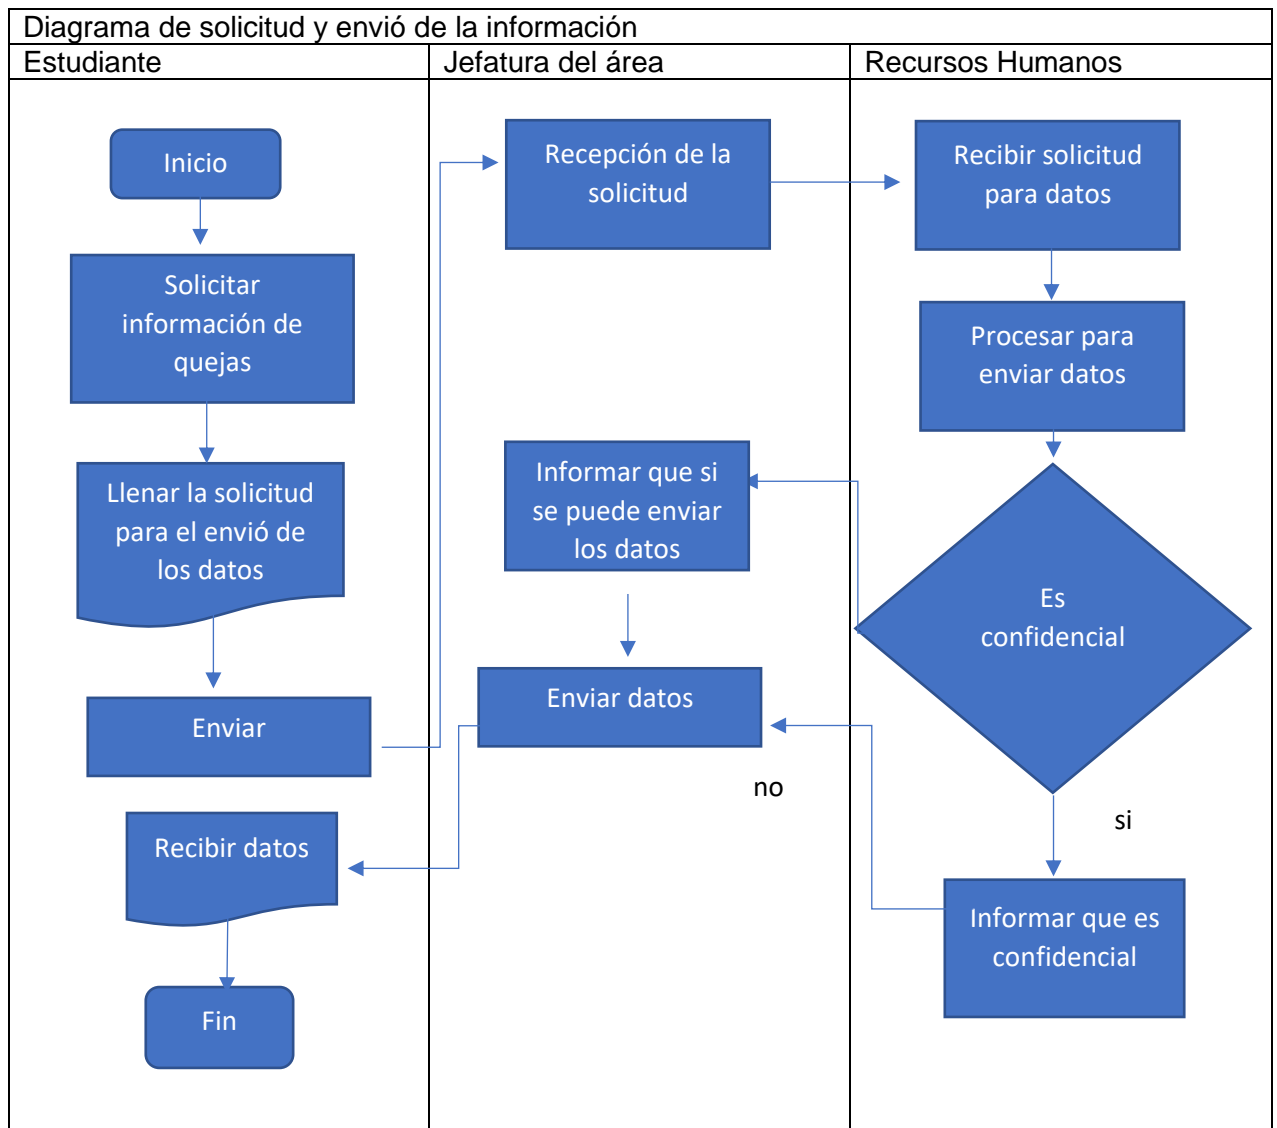 Diagrama de solicitud y envió de la información
Estudiante
Jefatura del área
Recursos Humanos
Inicio
Solicitar
información de
quejas
Llenar la solicitud
para el envió de
los datos
Enviar
Recibir datos
Fin
Recepción de la
solicitud
Informar que si
se puede enviar
los datos
Enviar datos
no
Recibir solicitud
para datos
Procesar para
enviar datos
Es
confidencial
si
Informar que es
confidencial